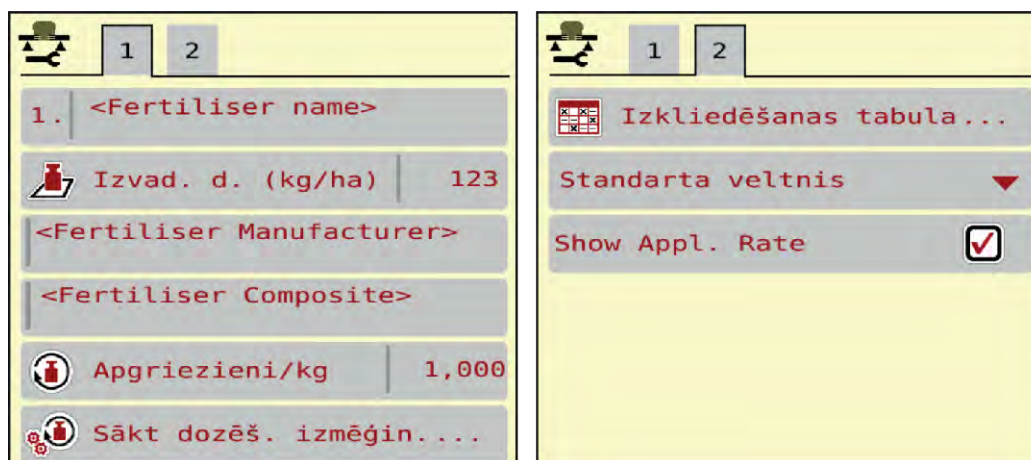 1 2
1. <Fertiliser name>
Izvad. d. (kg/ha) 123
<Fertiliser Manufacturer>
<Fertiliser Composite>
Apgriezieni/kg 1,000
Sākt dozēš. izmēģin....
1 2
Izkliedēšanas tabula...
Standarta veltnis
Show Appl. Rate